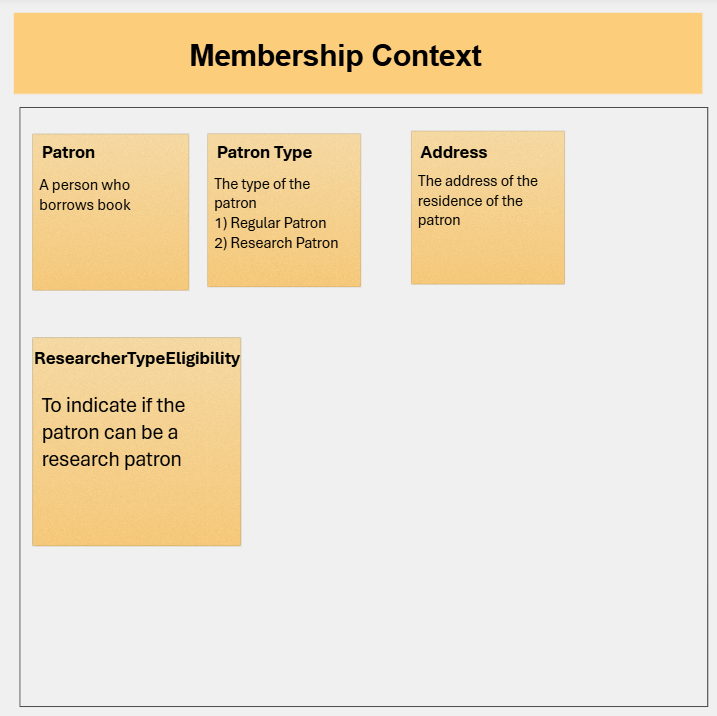 Membership Context
Patron
A person who
borrows book
Patron Type
The type of the
patron
1) Regular Patron
2) Research Patron
Address
The address of the
residence of the
patron
ResearcherTypeEligibility
To indicate if the
patron can be a
research patron